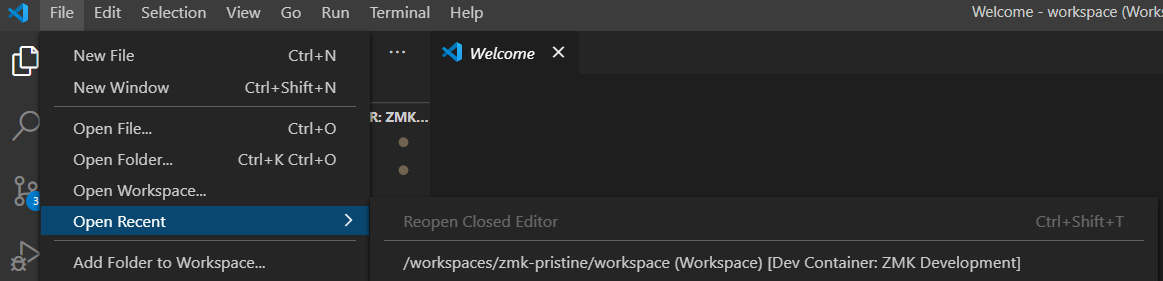 File Edit Selection View Go Run Terminal Help Welcome - workspace (Works
New File Ctrl+N ... Welcome
New Window Ctrl+Shift+N
R: ZMK...
Open File... Ctrl+O
Open Folder... Ctrl+K Ctrl+O
Open Workspace...
3
Open Recent Reopen Closed Editor Ctrl+Shift+T
Add Folder to Workspace... /workspaces/zmk-pristine/workspace (Workspace) [Dev Container: ZMK Development]